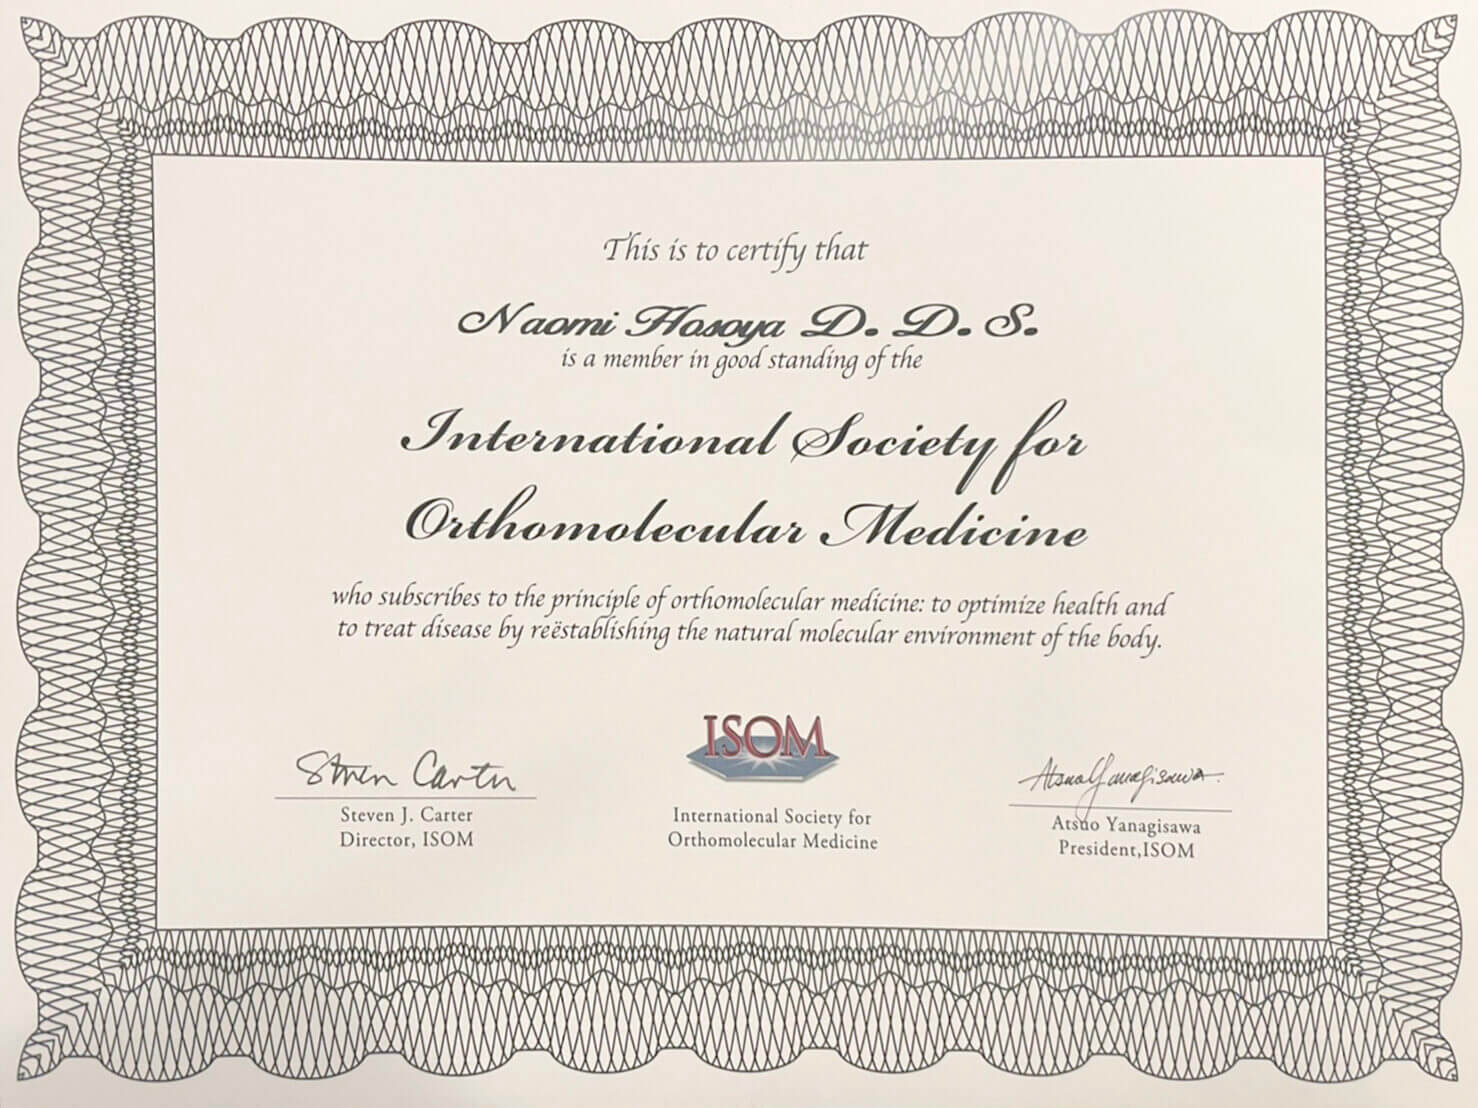 This is to certify that
Naomi Hosoya D. D. S.
is a member in good standing of the
International Society for
Orthomolecular Medicine
who subscribes to the principle of orthomolecular medicine: to optimize health and
to treat disease by reëstablishing the natural molecular environment of the body.
ISOM
Steven Carter
Steven J. Carter
Director, ISOM
International Society for
Orthomolecular Medicine
Atsuo Yanagisawa
Atsuo Yanagisawa
President,ISOM